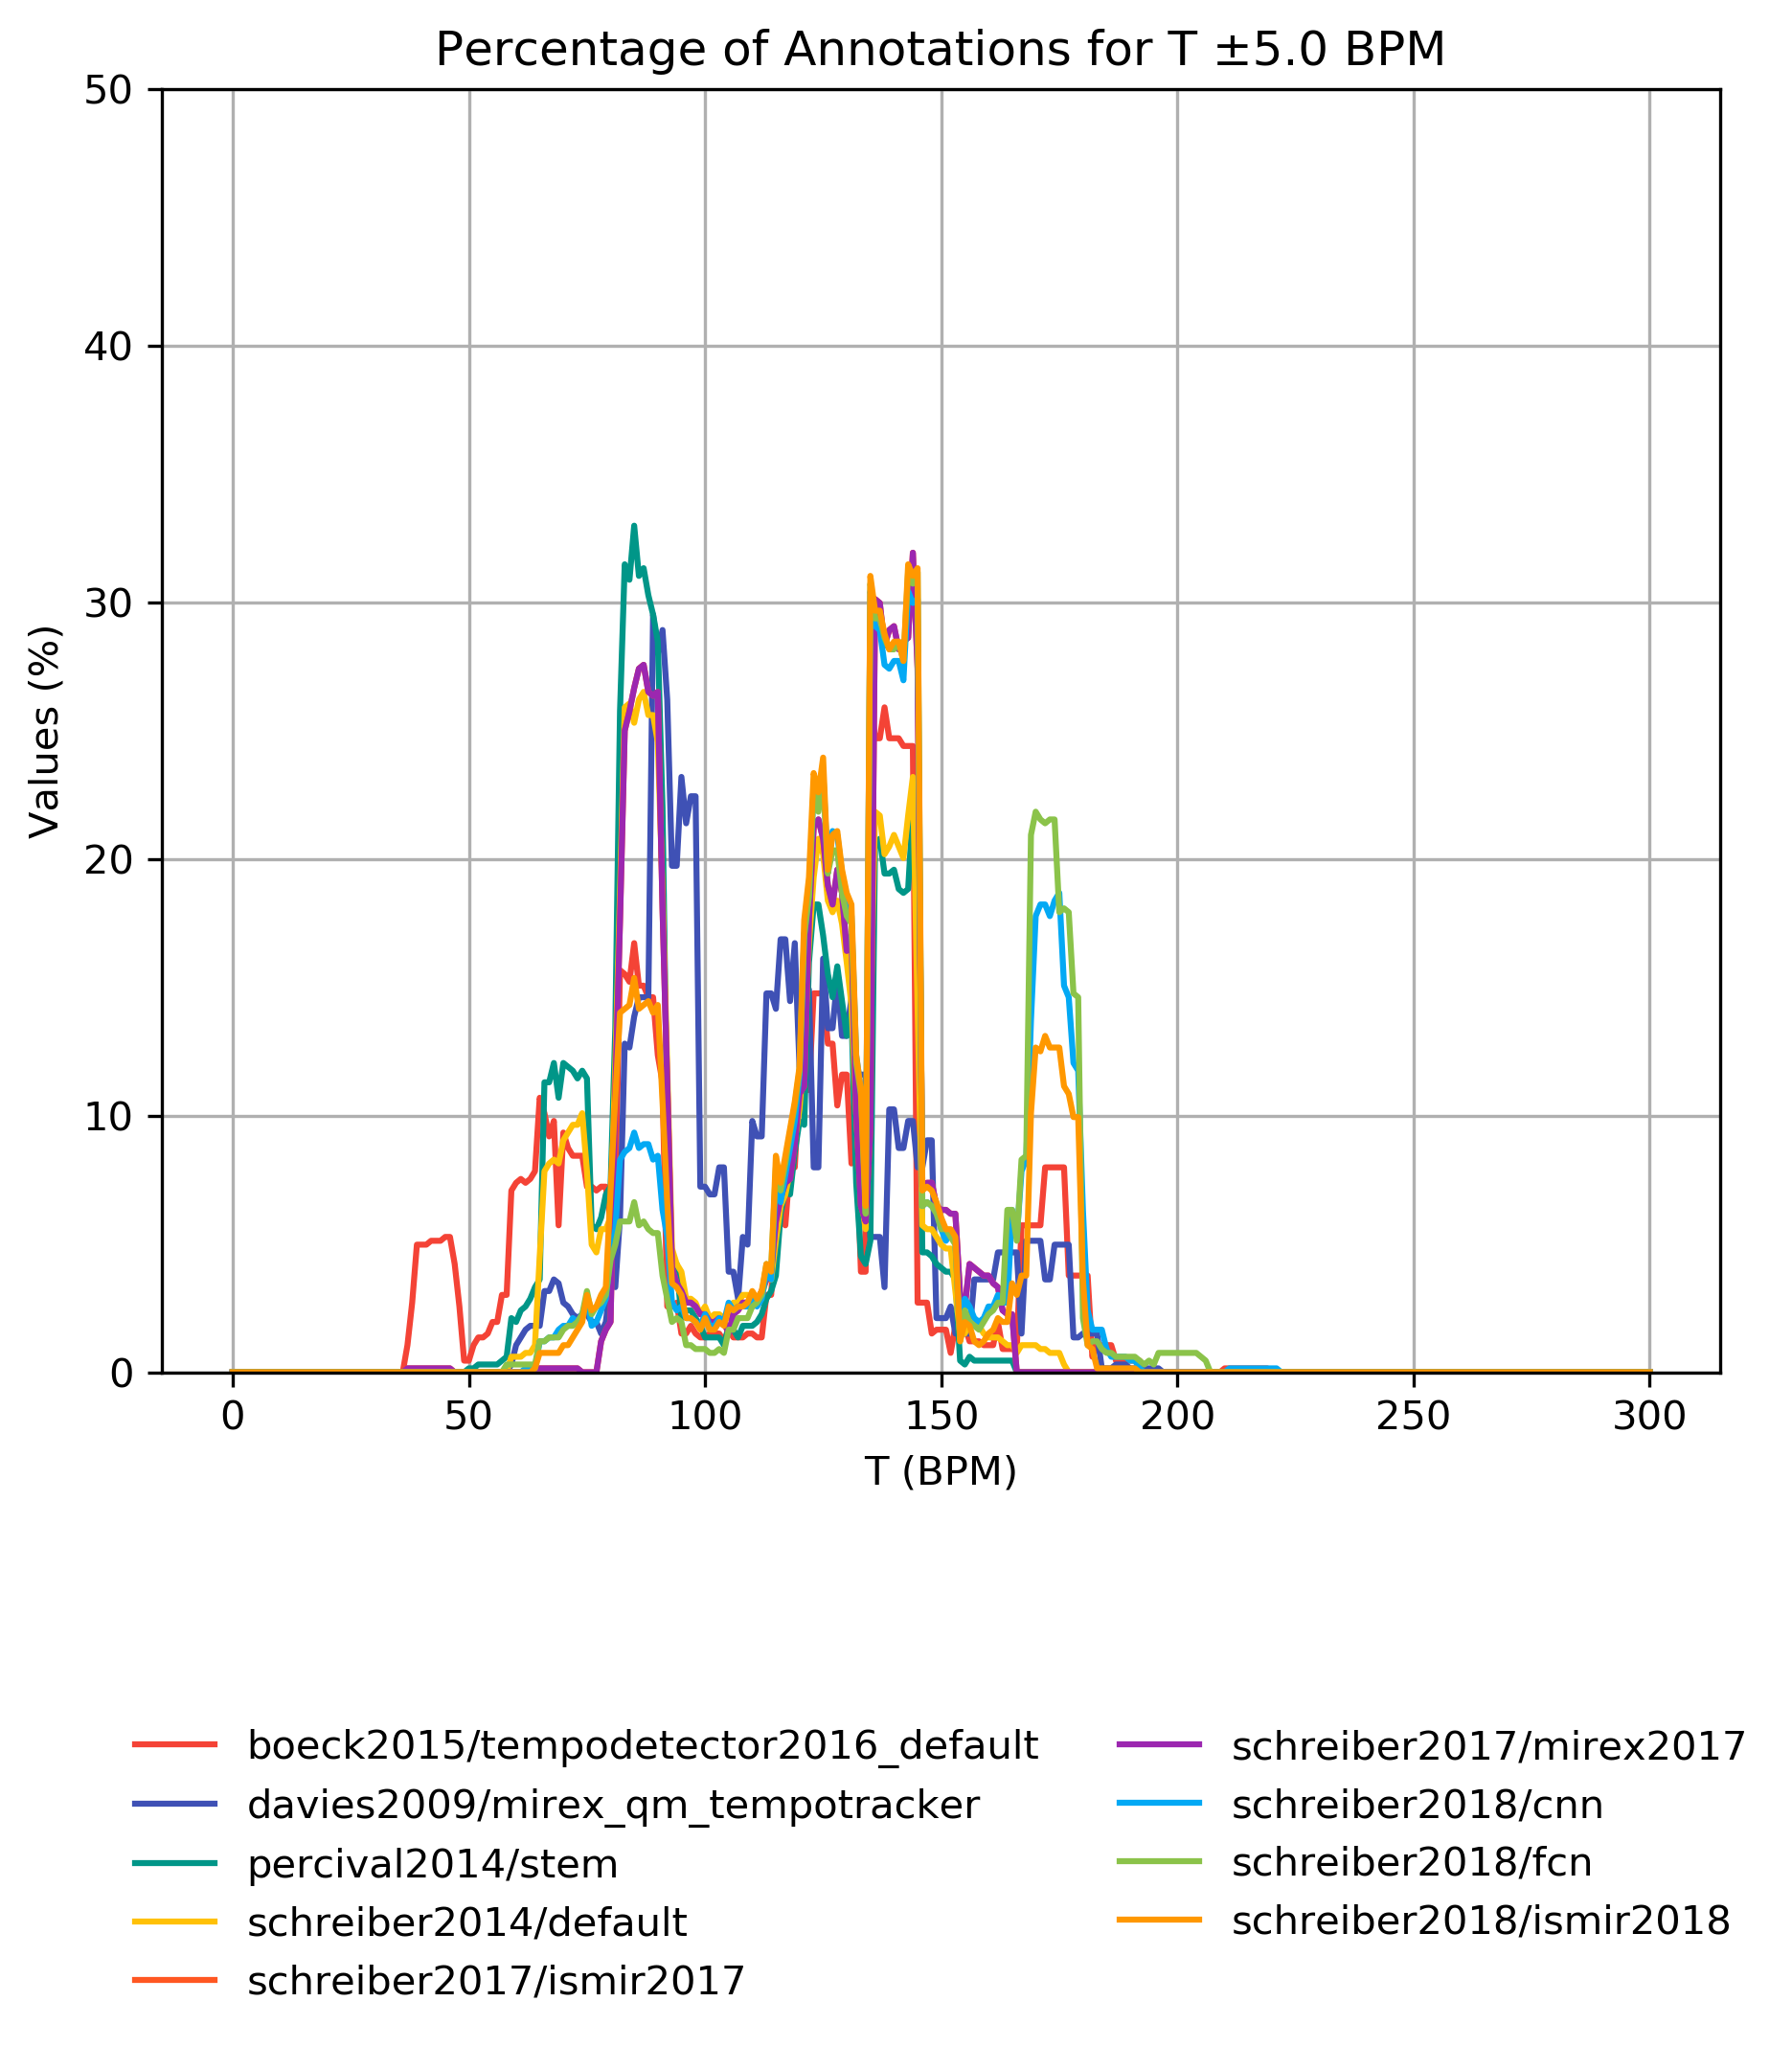 Percentage of Annotations for T ±5.0 BPM
50
40
30
20
10
0
Values (%)
0 50 100 150 200 250 300
T (BPM)
boeck2015/tempodetector2016_default
davies2009/mirex_qm_tempotracker
percival2014/stem
schreiber2014/default
schreiber2017/ismir2017
schreiber2017/mirex2017
schreiber2018/cnn
schreiber2018/fcn
schreiber2018/ismir2018